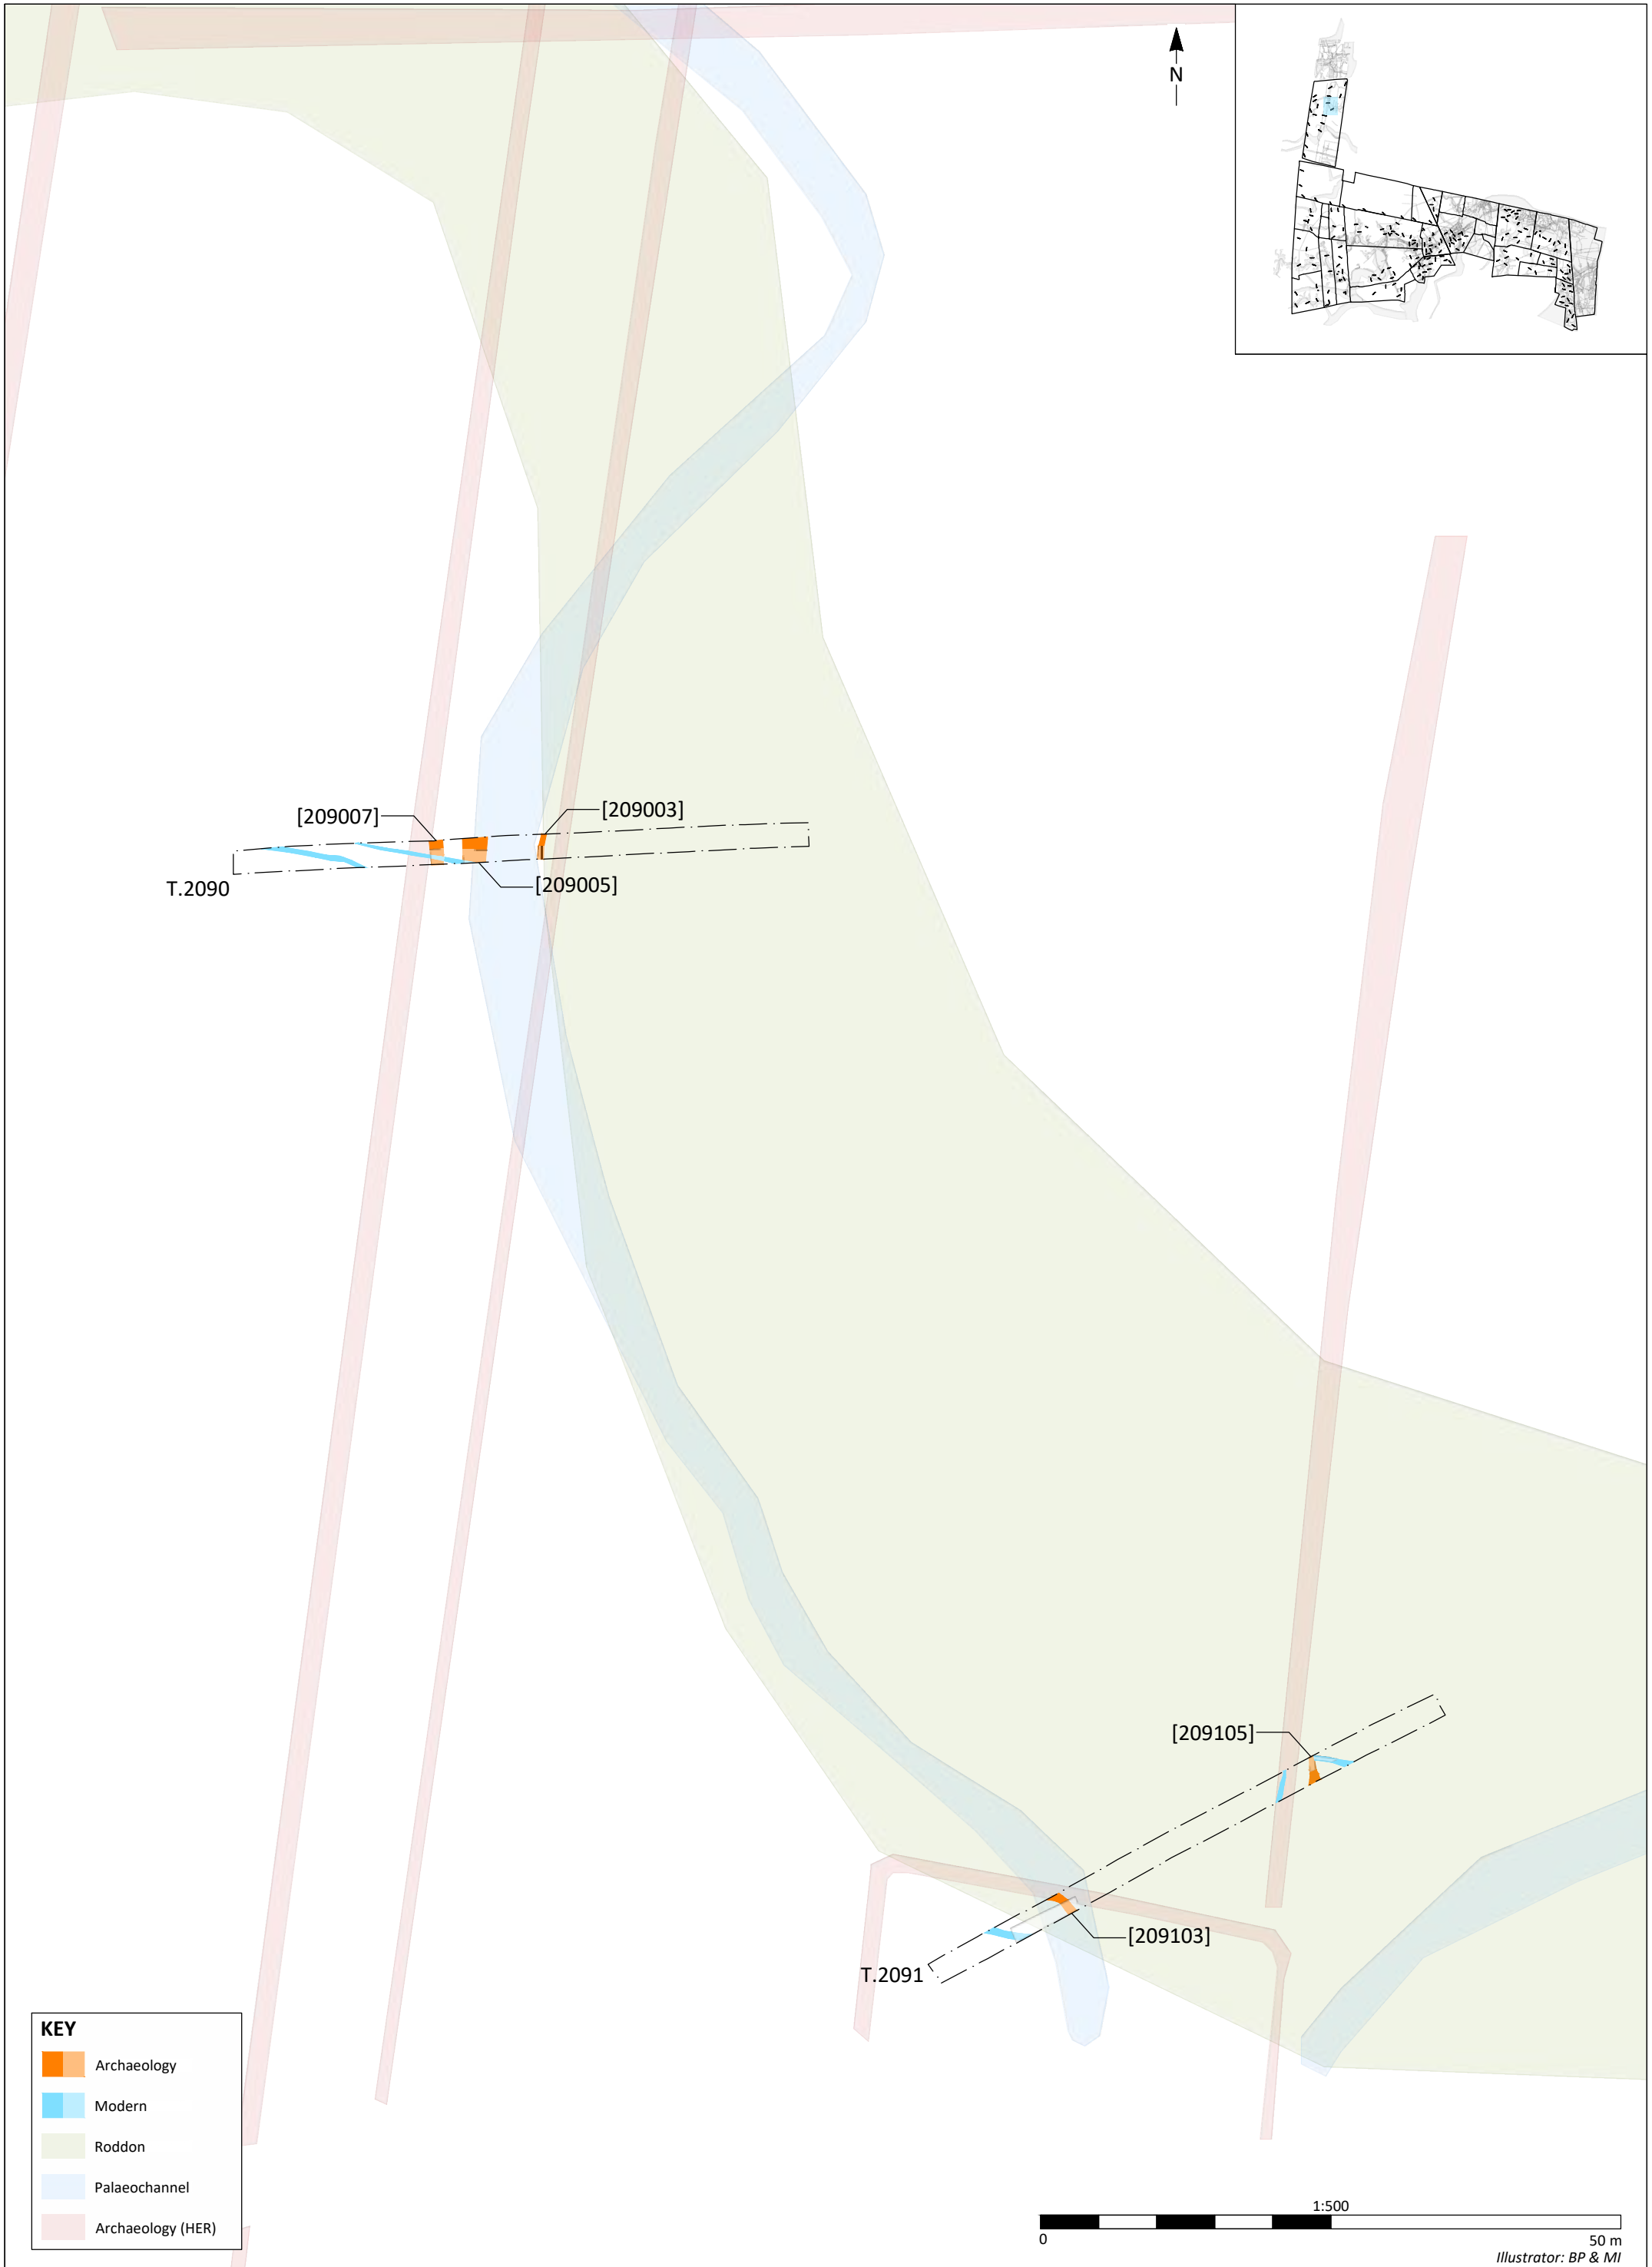 N
[209007]
[209003]
T.2090
[209005]
[209105]
[209103]
T.2091
KEY
Archaeology
Modern
Roddon
Palaeochannel
Archaeology (HER)
1:500
0
50 m
Illustrator: BP & MI